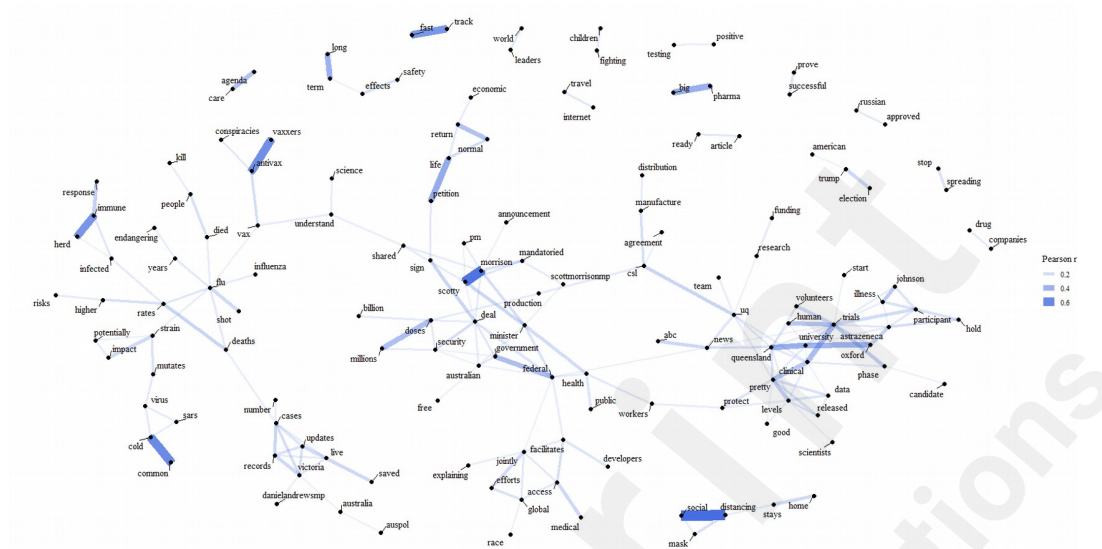 fast track
world
leaders
children
fighting
testing positive
long
term effects safety
agenda
care
economic
travel
internet
big
pharma
prove
successful
russian
approved
conspiracies vaxxers
antivax
return
normal
life
petition
ready article
american
trump
election
stop
spreading
kill
people
science
distribution
response
immune
herd
endangering
died vax understand
shared
announcement
pm
manufacture
agreement
funding
drug
companies
infected years flu influenza
sign
morrison
mandatoried
scotty
scottmorrisonmp
csl
research
team
start
Pearson r
0.2
0.4
0.6
risks higher rates shot
billion
production
uq
volunteers
illness
johnson
potentially
strain
impact
deaths
doses
deal
minister
security
government
millions
australian
federal
health
abc news
human trials
participant hold
university astrazeneca
queensland oxford
clinical phase
pretty
mutates
virus sars
number
cases
free
public
workers
protect
levels
data
released
candidate
good
scientists
cold
common
updates
records live
victoria
saved
danielandrewsmp
australia
auspol
facilitates
jointly
explaining
efforts access
developers
global
medical
race
social distancing
stays home
mask
r i n t
tions